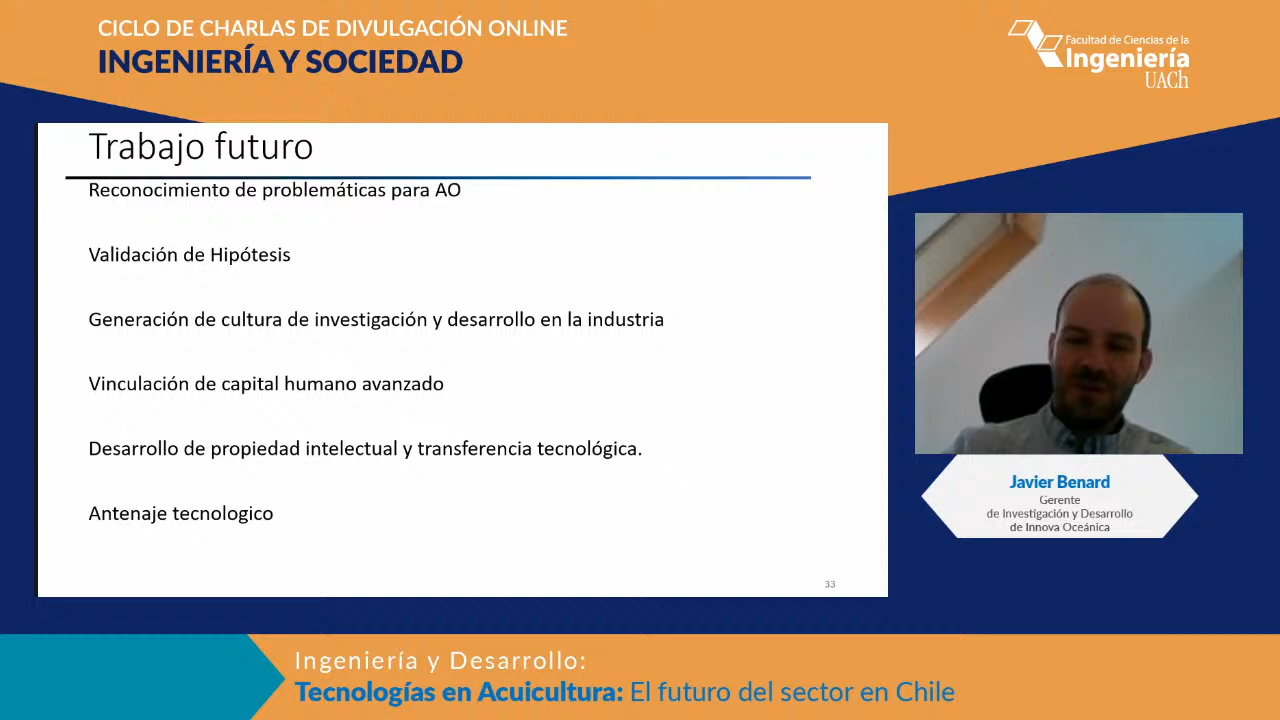 CICLO DE CHARLAS DE DIVULGACIÓN ONLINE
INGENIERÍA Y SOCIEDAD
Facultad de Ciencias de la
Ingeniería
UACh
Trabajo futuro
Reconocimiento de problemáticas para AO
Validación de Hipótesis
Generación de cultura de investigación y desarrollo en la industria
Vinculación de capital humano avanzado
Desarrollo de propiedad intelectual y transferencia tecnológica.
Antenaje tecnologico
33
Javier Benard
Gerente
de Investigación y Desarrollo
de Innova Oceánica
Ingeniería y Desarrollo:
Tecnologías en Acuicultura: El futuro del sector en Chile